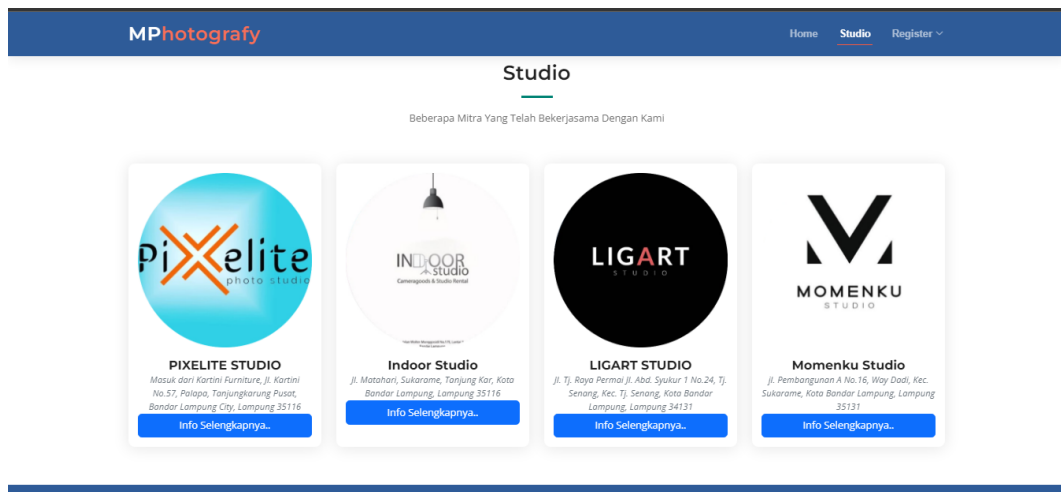 MPhotografy
Home Studio Register
Studio
Beberapa Mitra Yang Telah Bekerjasama Dengan Kami
PiXelite
photo studio
PIXELITE STUDIO
Masuk dari Kartini Furniture, Jl. Kartini
No.57, Palapa, Tanjungkarung Pusat,
Bandar Lampung City, Lampung 35116
Info Selengkapnya..
INDOOR
studio
Cameragoods & Studio Rental
Indoor Studio
Jl. Matahari, Sukarame, Tanjung Kar, Kota
Bandar Lampung, Lampung 35116
Info Selengkapnya..
LIGART
STUDIO
LIGART STUDIO
Jl. Tj. Raya Permai Jl. Abd. Syukur 1 No.24, Tj.
Senang, Kec. Tj. Senang, Kota Bandar
Lampung, Lampung 34131
Info Selengkapnya..
MOMENKU
STUDIO
Momenku Studio
Jl. Pembangunan A No.16, Way Dadi, Kec.
Sukarame, Kota Bandar Lampung, Lampung
35131
Info Selengkapnya..